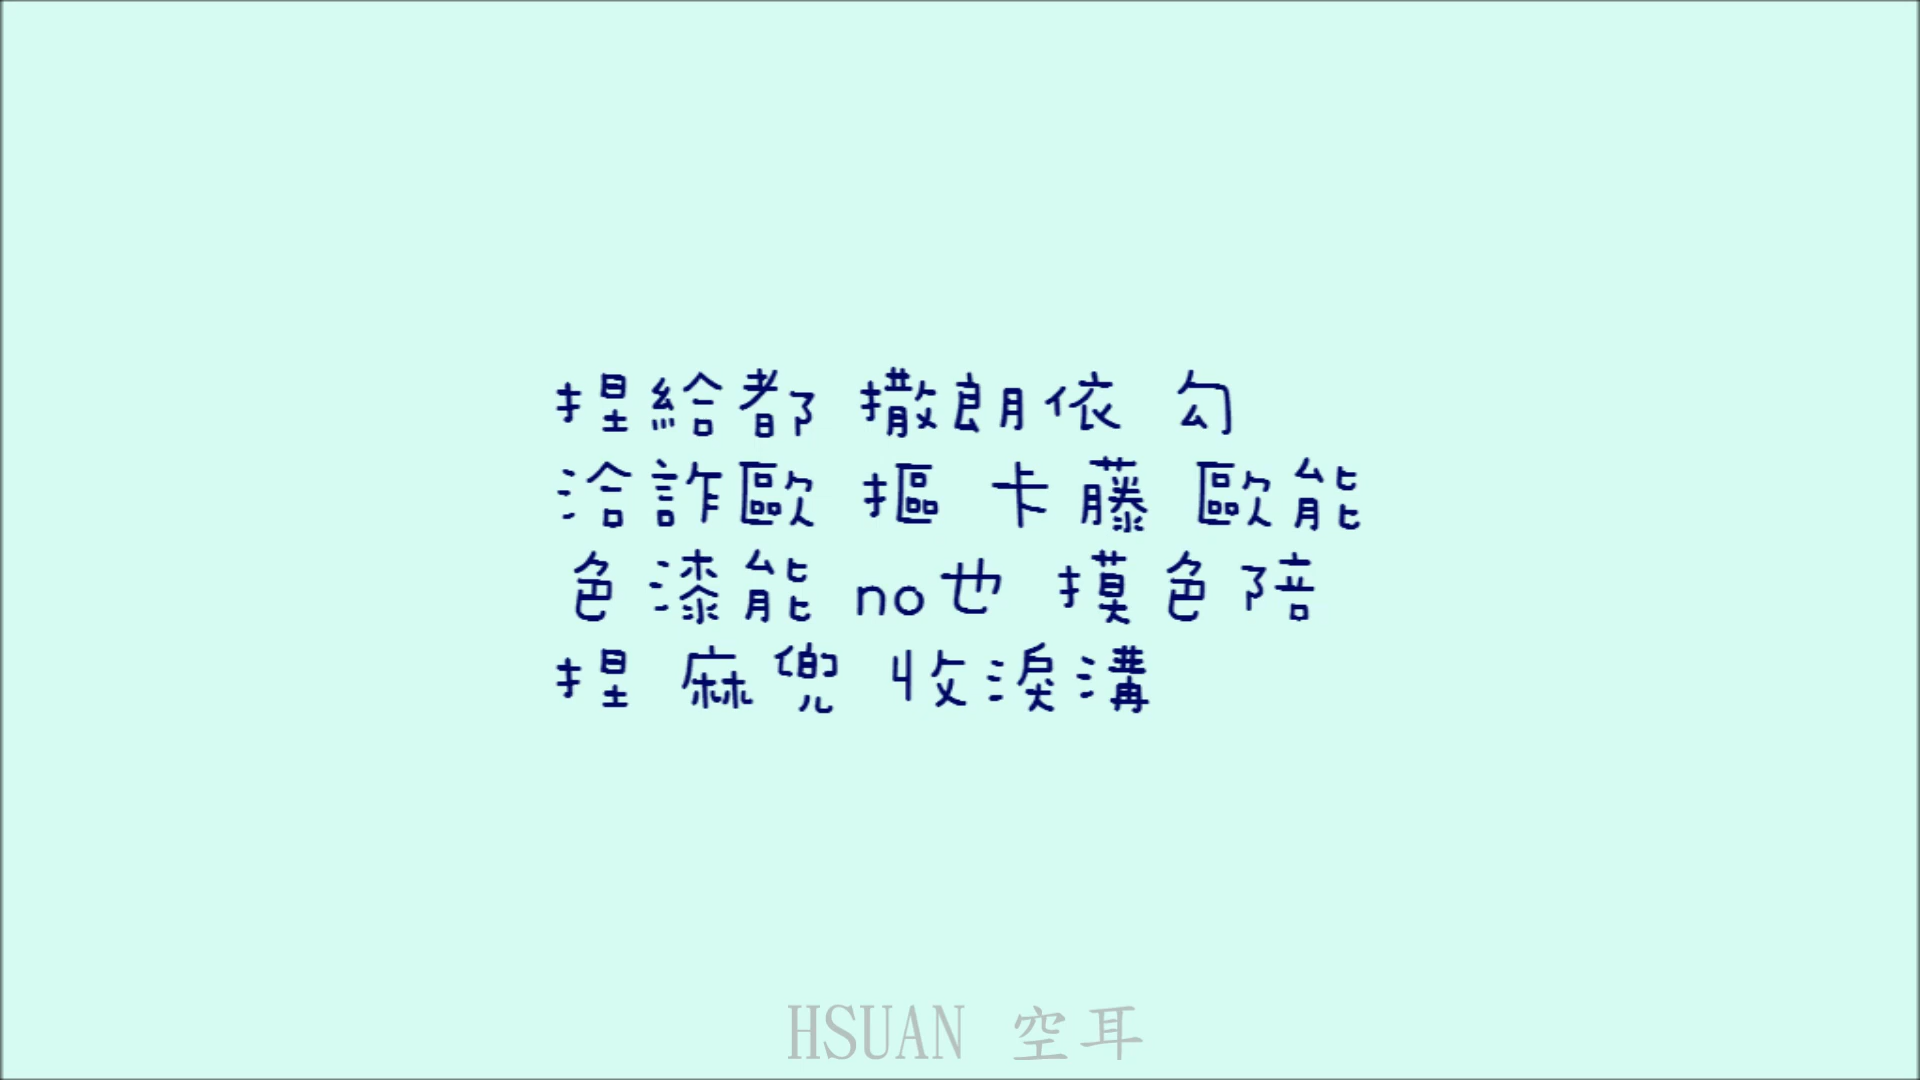 捏給都 撒朗依 勾
洽詐歐 摳 卡藤 歐能
色漆能 no也 摸色陪
捏 麻兜 收淚溝
HSUAN 空耳